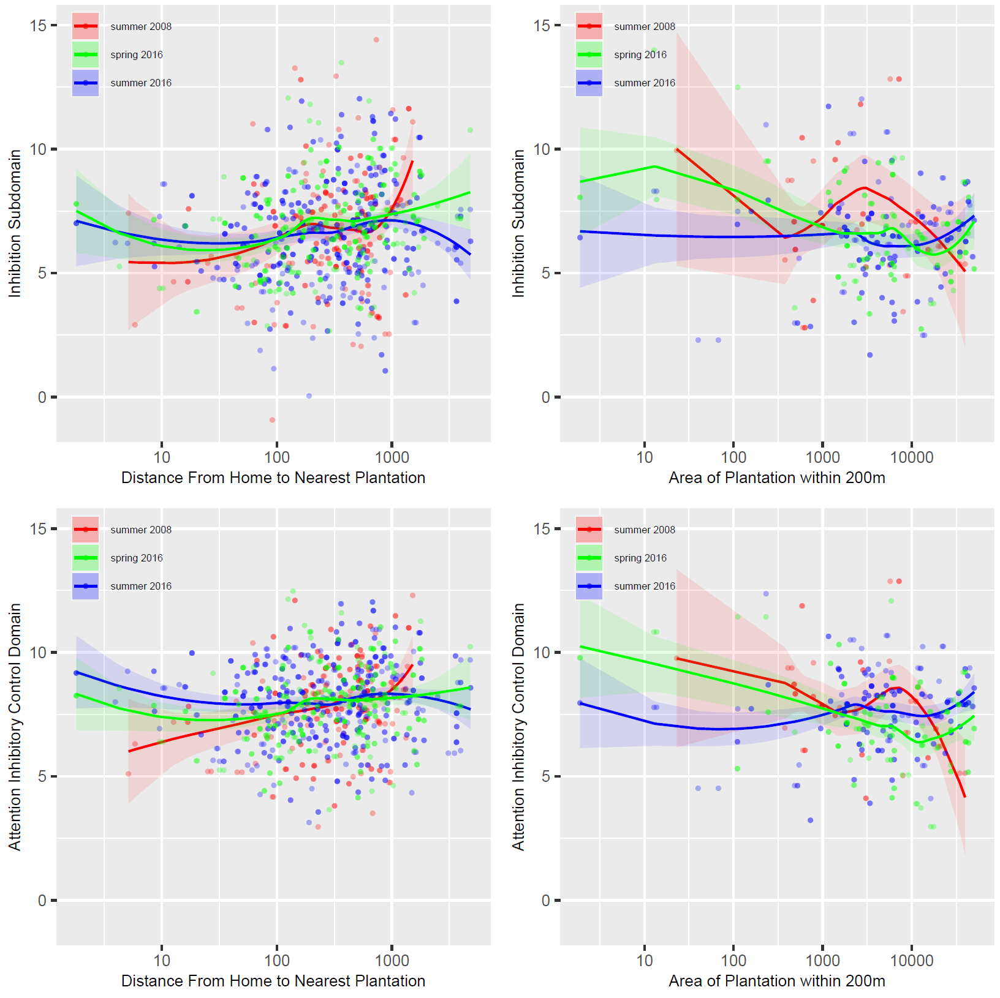 summer 2008
spring 2016
summer 2016
15
10
5
0
Inhibition Subdomain
10
100
1000
Distance From Home to Nearest Plantation
summer 2008
spring 2016
summer 2016
15
10
5
0
Inhibition Subdomain
10
100
1000
10000
Area of Plantation within 200m
summer 2008
spring 2016
summer 2016
15
10
5
0
Attention Inhibitory Control Domain
10
100
1000
Distance From Home to Nearest Plantation
summer 2008
spring 2016
summer 2016
15
10
5
0
Attention Inhibitory Control Domain
10
100
1000
10000
Area of Plantation within 200m